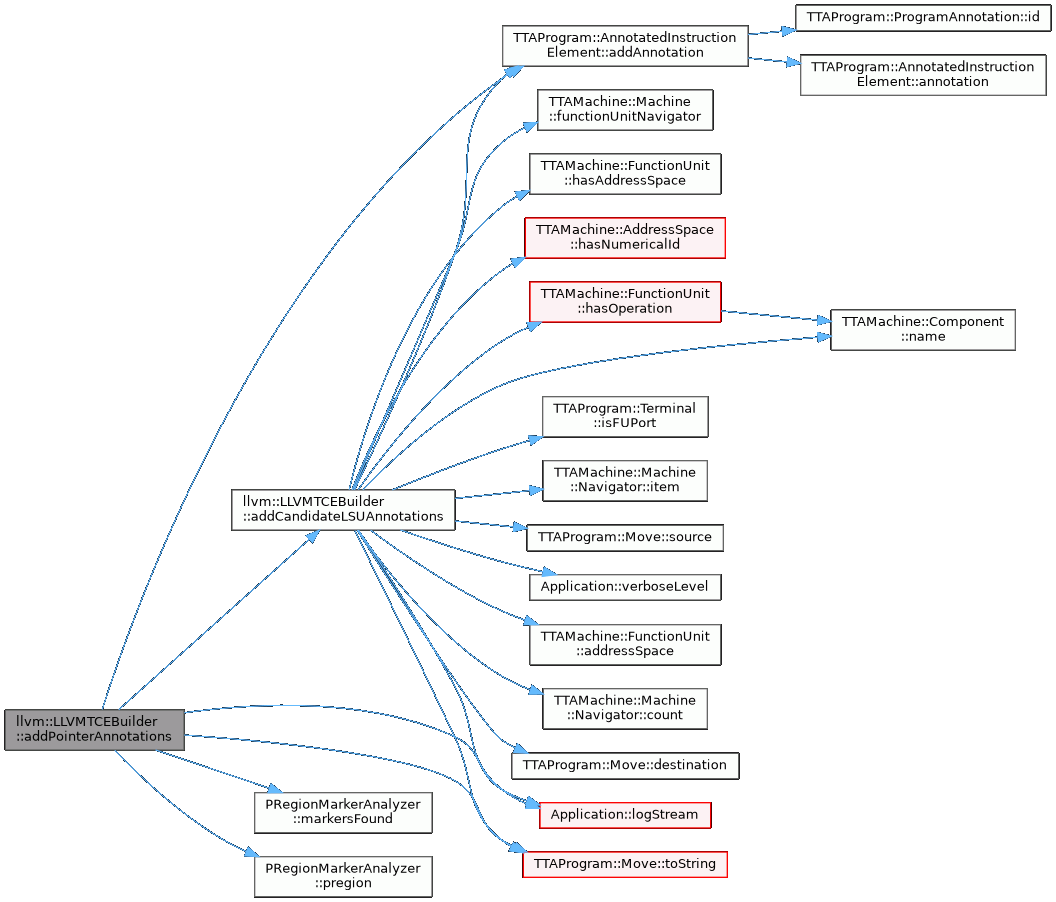 TTAProgram::ProgramAnnotation::id
TTAProgram::AnnotatedInstruction
Element::addAnnotation
TTAProgram::AnnotatedInstruction
Element::annotation
TTAMachine::Machine
::functionUnitNavigator
TTAMachine::FunctionUnit
::hasAddressSpace
TTAMachine::AddressSpace
::hasNumericalId
TTAMachine::FunctionUnit
::hasOperation
TTAMachine::Component
::name
TTAProgram::Terminal
::isFUPort
TTAMachine::Machine
::Navigator::item
llvm::LLVMTCEBuilder
::addCandidateLSUAnnotations
TTAProgram::Move::source
Application::verboseLevel
TTAMachine::FunctionUnit
::addressSpace
TTAMachine::Machine
::Navigator::count
llvm::LLVMTCEBuilder
::addPointerAnnotations
TTAProgram::Move::destination
PRegionMarkerAnalyzer
::markersFound
Application::logStream
TTAProgram::Move::toString
PRegionMarkerAnalyzer
::pregion